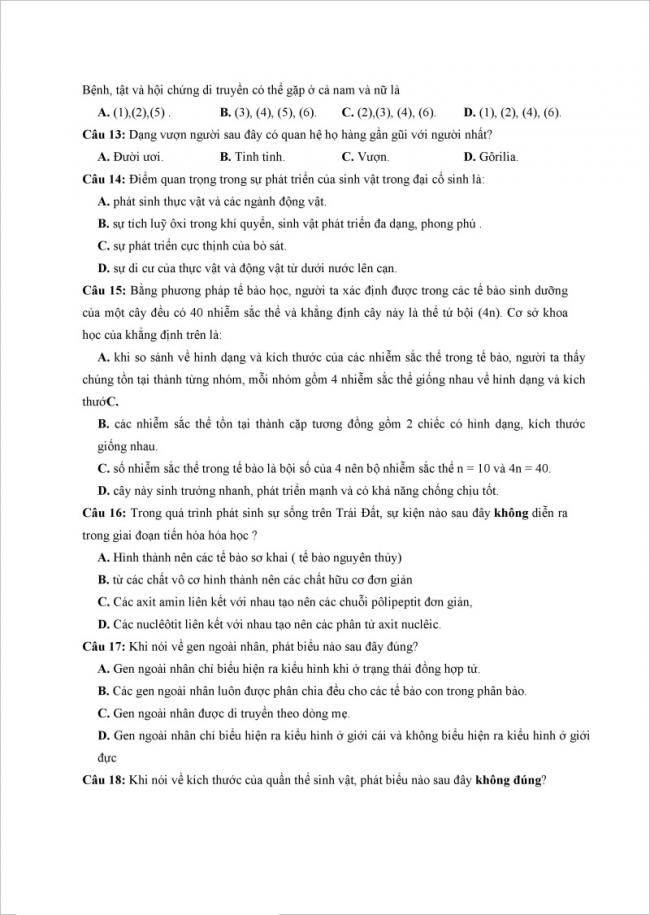 Bệnh, tật và hội chứng di truyền có thể gặp ở cả nam và nữ là
A. (1),(2),(5) . B. (3), (4), (5), (6). C. (2),(3), (4), (6). D. (1), (2), (4), (6).
Câu 13: Dạng vượn người sau đây có quan hệ họ hàng gần gũi với người nhất?
A. Đười ươi. B. Tinh tinh. C. Vượn. D. Gôrilia.
Câu 14: Điểm quan trọng trong sự phát triển của sinh vật trong đại cổ sinh là:
A. phát sinh thực vật và các ngành động vật.
B. sự tích luỹ ôxi trong khí quyển, sinh vật phát triển đa dạng, phong phú .
C. sự phát triển cực thịnh của bò sát.
D. sự di cư của thực vật và động vật từ dưới nước lên cạn.
Câu 15: Bằng phương pháp tế bào học, người ta xác định được trong các tế bào sinh dưỡng
của một cây đều có 40 nhiễm sắc thể và khẳng định cây này là thể tứ bội (4n). Cơ sở khoa
học của khẳng định trên là:
A. khi so sánh về hình dạng và kích thước của các nhiễm sắc thể trong tế bào, người ta thấy
chúng tồn tại thành từng nhóm, mỗi nhóm gồm 4 nhiễm sắc thể giống nhau về hình dạng và kích
thướC.
B. các nhiễm sắc thể tồn tại thành cặp tương đồng gồm 2 chiếc có hình dạng, kích thước
giống nhau.
C. số nhiễm sắc thể trong tế bào là bội số của 4 nên bộ nhiễm sắc thể n = 10 và 4n = 40.
D. cây này sinh trưởng nhanh, phát triển mạnh và có khả năng chống chịu tốt.
Câu 16: Trong quá trình phát sinh sự sống trên Trái Đất, sự kiện nào sau đây không diễn ra
trong giai đoạn tiến hóa hóa học ?
A. Hình thành nên các tế bào sơ khai ( tế bào nguyên thủy)
B. từ các chất vô cơ hình thành nên các chất hữu cơ đơn giản
C. Các axit amin liên kết với nhau tạo nên các chuỗi pôlipeptit đơn giản,
D. Các nuclêôtit liên kết với nhau tạo nên các phân tử axit nuclêic.
Câu 17: Khi nói về gen ngoài nhân, phát biểu nào sau đây đúng?
A. Gen ngoài nhân chỉ biểu hiện ra kiểu hình khi ở trạng thái đồng hợp tử.
B. Các gen ngoài nhân luôn được phân chia đều cho các tế bào con trong phân bào.
C. Gen ngoài nhân được di truyền theo dòng mẹ.
D. Gen ngoài nhân chỉ biểu hiện ra kiểu hình ở giới cái và không biểu hiện ra kiểu hình ở giới
đực
Câu 18: Khi nói về kích thước của quần thể sinh vật, phát biểu nào sau đây không đúng?